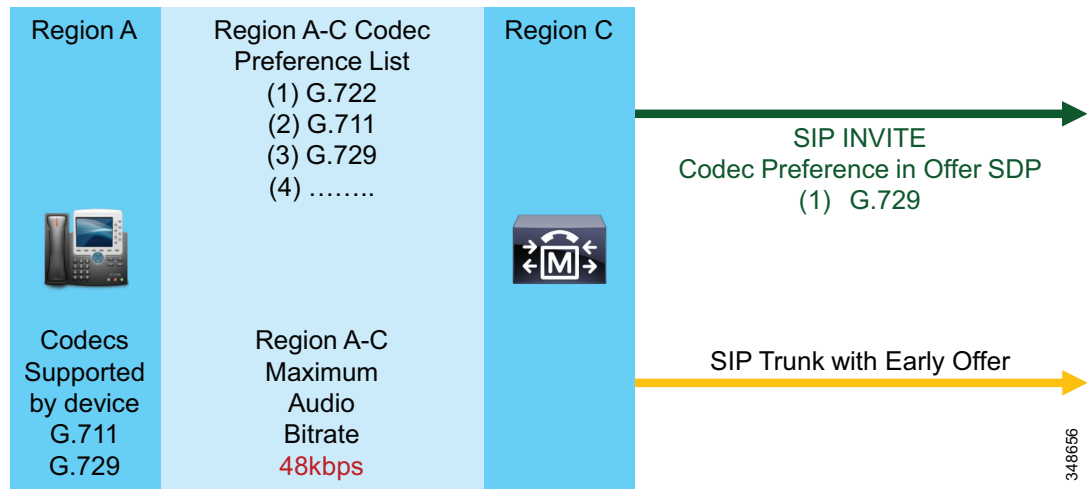 Region A
Region A-C Codec
Preference List
(1) G.722
(2) G.711
(3) G.729
(4) ........
Region C
SIP INVITE
Codec Preference in Offer SDP
(1) G.729
M
Codecs
Supported
by device
G.711
G.729
Region A-C
Maximum
Audio
Bitrate
48kbps
SIP Trunk with Early Offer
348656